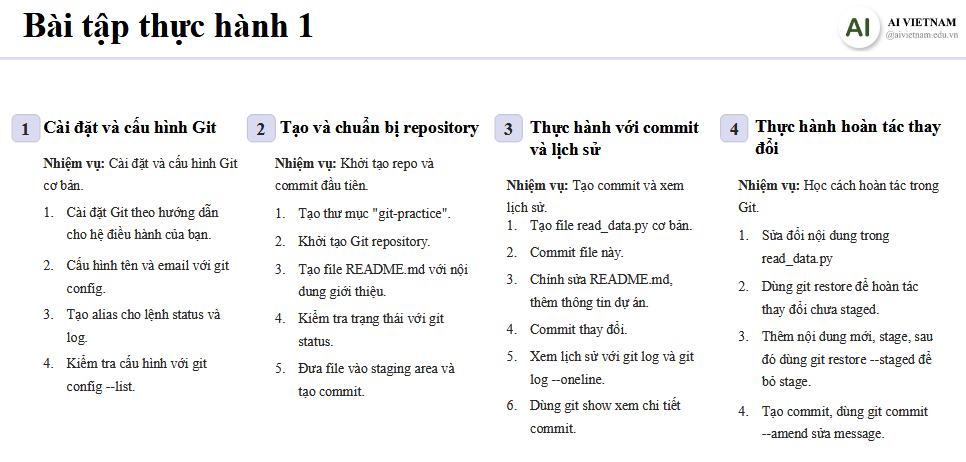 Bài tập thực hành 1
AI
AI VIETNAM
@aivietnam.edu.vn
1 Cài đặt và cấu hình Git
Nhiệm vụ: Cài đặt và cấu hình Git
cơ bản.
1. Cài đặt Git theo hướng dẫn
cho hệ điều hành của bạn.
2. Cấu hình tên và email với git
config.
3. Tạo alias cho lệnh status và
log.
4. Kiểm tra cấu hình với git
config --list.
2 Tạo và chuẩn bị repository
Nhiệm vụ: Khởi tạo repo và
commit đầu tiên.
1. Tạo thư mục "git-practice".
2. Khởi tạo Git repository.
3. Tạo file README.md với nội
dung giới thiệu.
4. Kiểm tra trạng thái với git
status.
5. Đưa file vào staging area và
tạo commit.
3 Thực hành với commit
và lịch sử
Nhiệm vụ: Tạo commit và xem
lịch sử.
1. Tạo file read_data.py cơ bản.
2. Commit file này.
3. Chỉnh sửa README.md,
thêm thông tin dự án.
4. Commit thay đổi.
5. Xem lịch sử với git log và git
log --oneline.
6. Dùng git show xem chi tiết
commit.
4 Thực hành hoàn tác thay
đổi
Nhiệm vụ: Học cách hoàn tác trong
Git.
1. Sửa đổi nội dung trong
read_data.py
2. Dùng git restore để hoàn tác
thay đổi chưa staged.
3. Thêm nội dung mới, stage, sau
đó dùng git restore --staged để
bỏ stage.
4. Tạo commit, dùng git commit
--amend sửa message.